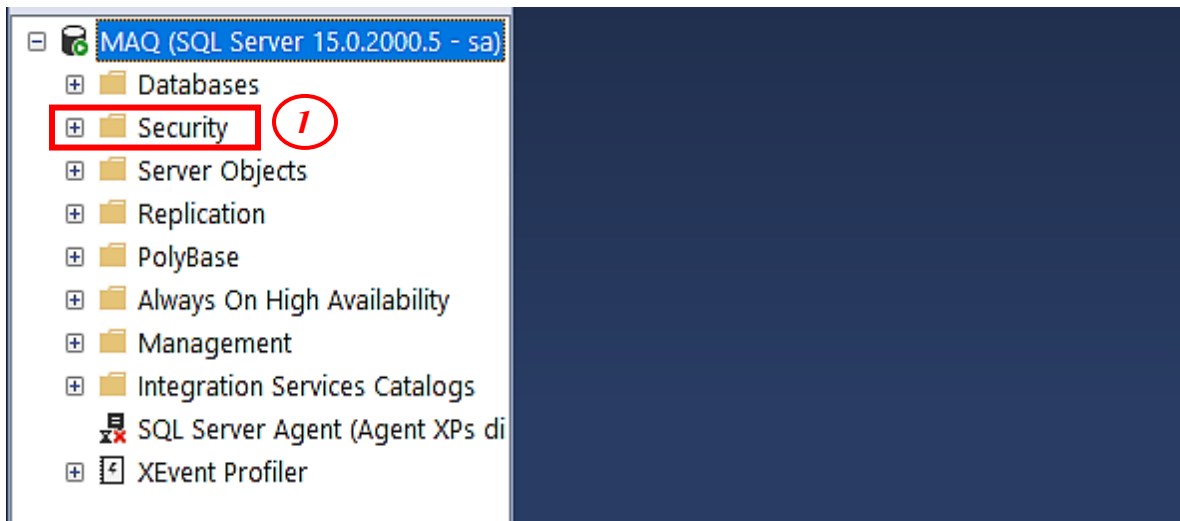 MAQ (SQL Server 15.0.2000.5 - sa)
Databases
Security 1
Server Objects
Replication
PolyBase
Always On High Availability
Management
Integration Services Catalogs
SQL Server Agent (Agent XPs di
XEvent Profiler